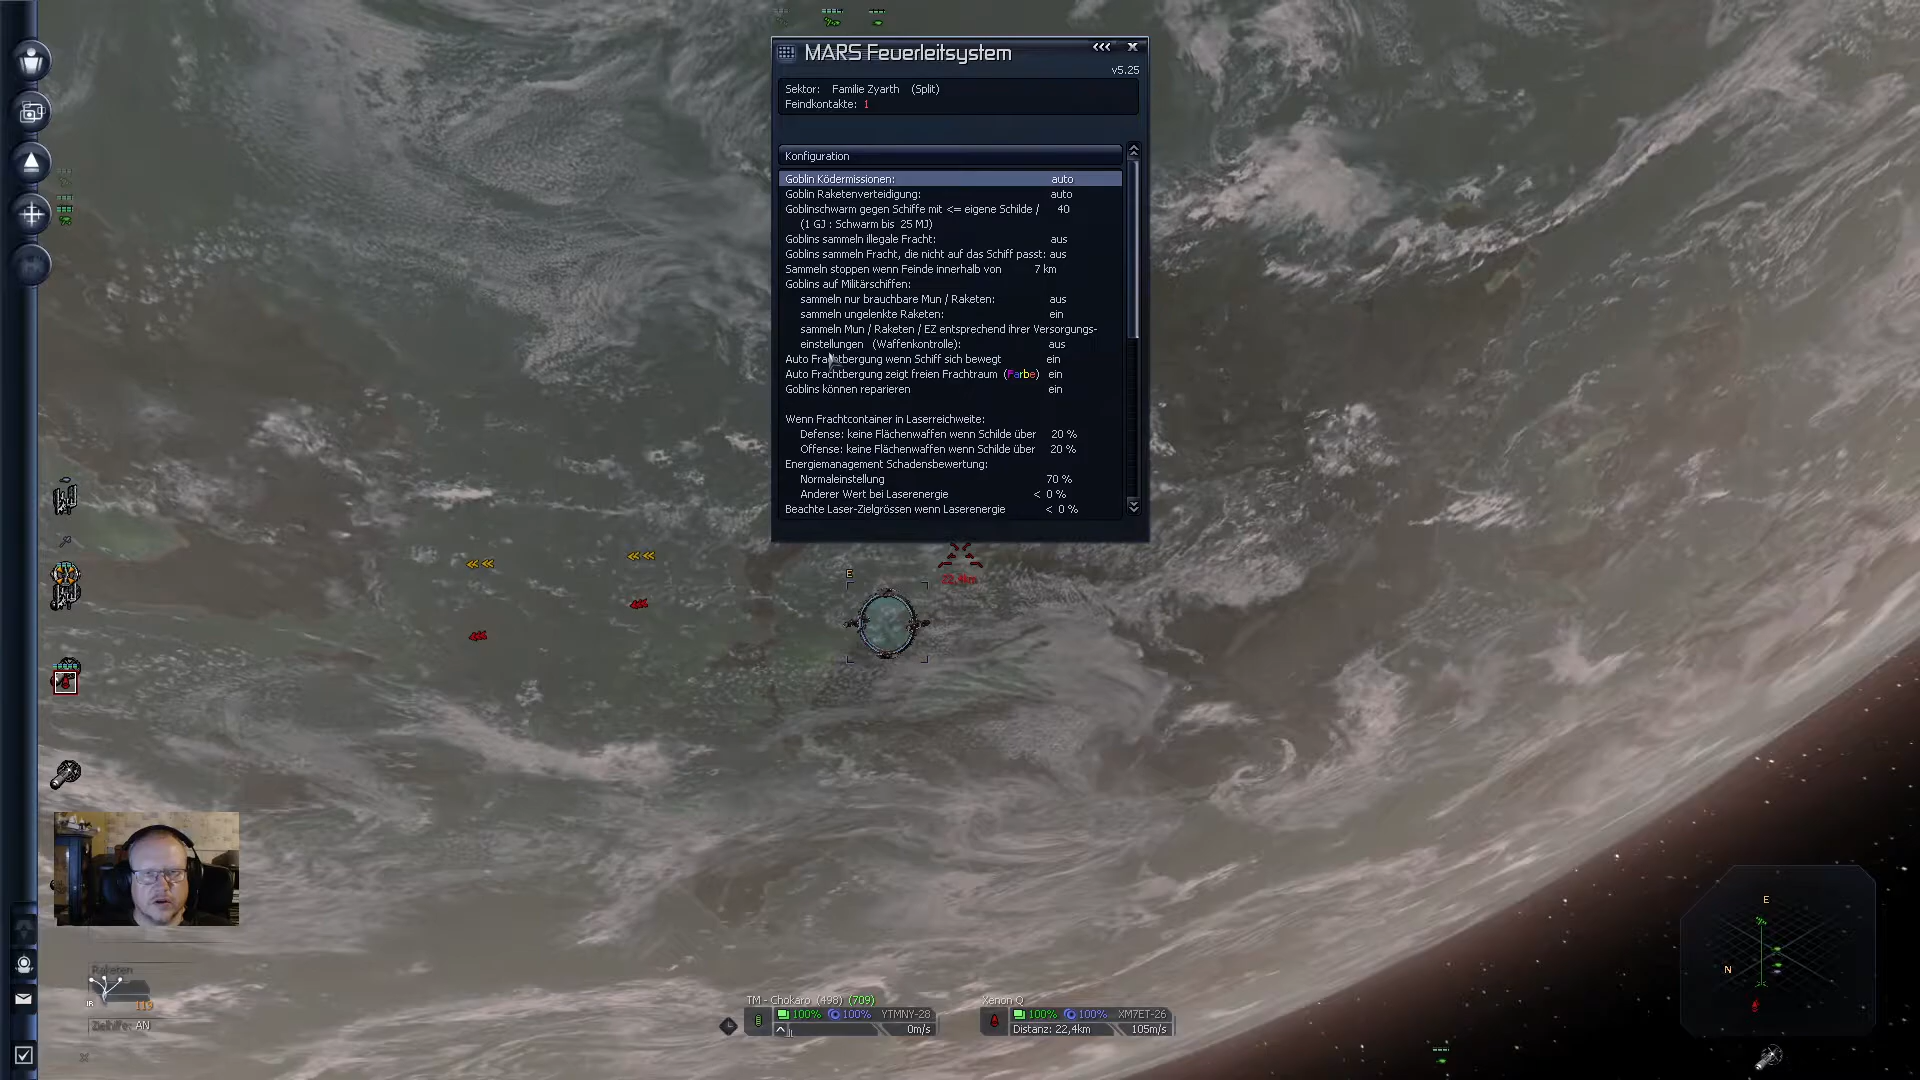 MARS Feuerleitsystem
v5.25
Sektor: Familie Zyarth (Split)
Feindkontakte: 1
Konfiguration
Goblin Ködermissionen: auto
Goblin Raketenverteidigung: auto
Goblinschwarm gegen Schiffe mit <= eigene Schilde / 40
(1 GJ : Schwarm bis 25 MJ)
Goblins sammeln illegale Fracht: aus
Goblins sammeln Fracht, die nicht auf das Schiff passt: aus
Sammeln stoppen wenn Feinde innerhalb von 7 km
Goblins auf Militärschiffen:
sammeln nur brauchbare Mun / Raketen: aus
sammeln ungelenkte Raketen: ein
sammeln Mun / Raketen / EZ entsprechend ihrer Versorgungs-
einstellungen (Waffenkontrolle): aus
Auto Frachtbergung wenn Schiff sich bewegt ein
Auto Frachtbergung zeigt freien Frachtraum (Farbe) ein
Goblins können reparieren ein
Wenn Frachtcontainer in Laserreichweite:
Defense: keine Flächenwaffen wenn Schilde über 20 %
Offense: keine Flächenwaffen wenn Schilde über 20 %
Energiemanagement Schadensbewertung:
Normaleinstellung 70 %
Anderer Wert bei Laserenergie < 0 %
Beachte Laser-Zielgrössen wenn Laserenergie < 0 %
22,4km
E
E
N
Raketen
IR
Zielhilfe: AN
TM - Chokaro (498) (709)
100% 100% YTMNY-28
0m/s
Xenon Q
100% 100% XM7ET-26
Distanz: 22,4km 105m/s